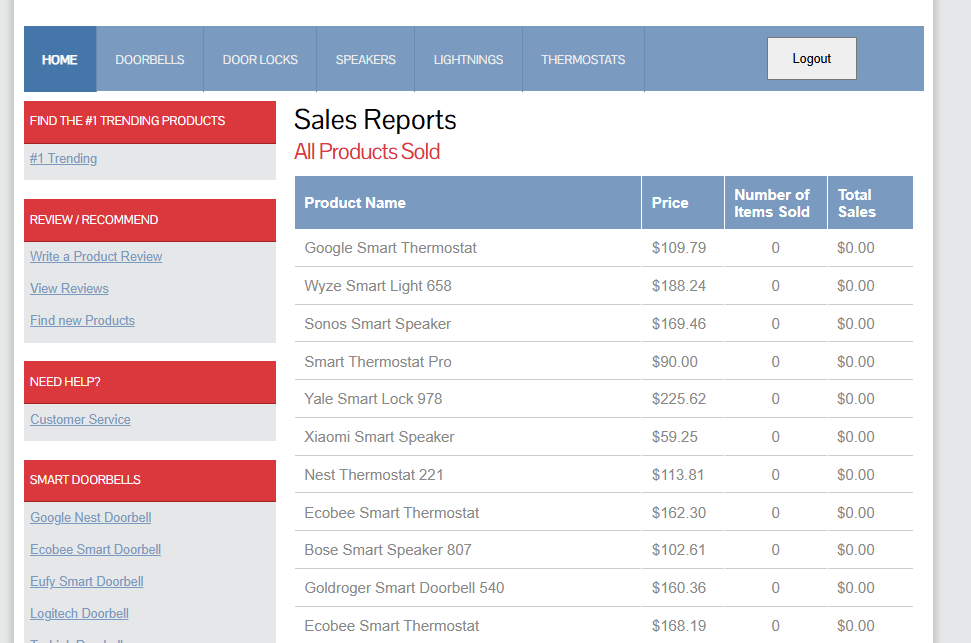 HOME DOORBELLS DOOR LOCKS SPEAKERS LIGHTNINGS THERMOSTATS Logout
FIND THE #1 TRENDING PRODUCTS
#1 Trending
REVIEW / RECOMMEND
Write a Product Review
View Reviews
Find new Products
NEED HELP?
Customer Service
SMART DOORBELLS
Google Nest Doorbell
Ecobee Smart Doorbell
Eufy Smart Doorbell
Logitech Doorbell
Sales Reports
All Products Sold
Product Name Price Number of Items Sold Total Sales
Google Smart Thermostat $109.79 0 $0.00
Wyze Smart Light 658 $188.24 0 $0.00
Sonos Smart Speaker $169.46 0 $0.00
Smart Thermostat Pro $90.00 0 $0.00
Yale Smart Lock 978 $225.62 0 $0.00
Xiaomi Smart Speaker $59.25 0 $0.00
Nest Thermostat 221 $113.81 0 $0.00
Ecobee Smart Thermostat $162.30 0 $0.00
Bose Smart Speaker 807 $102.61 0 $0.00
Goldroger Smart Doorbell 540 $160.36 0 $0.00
Ecobee Smart Thermostat $168.19 0 $0.00